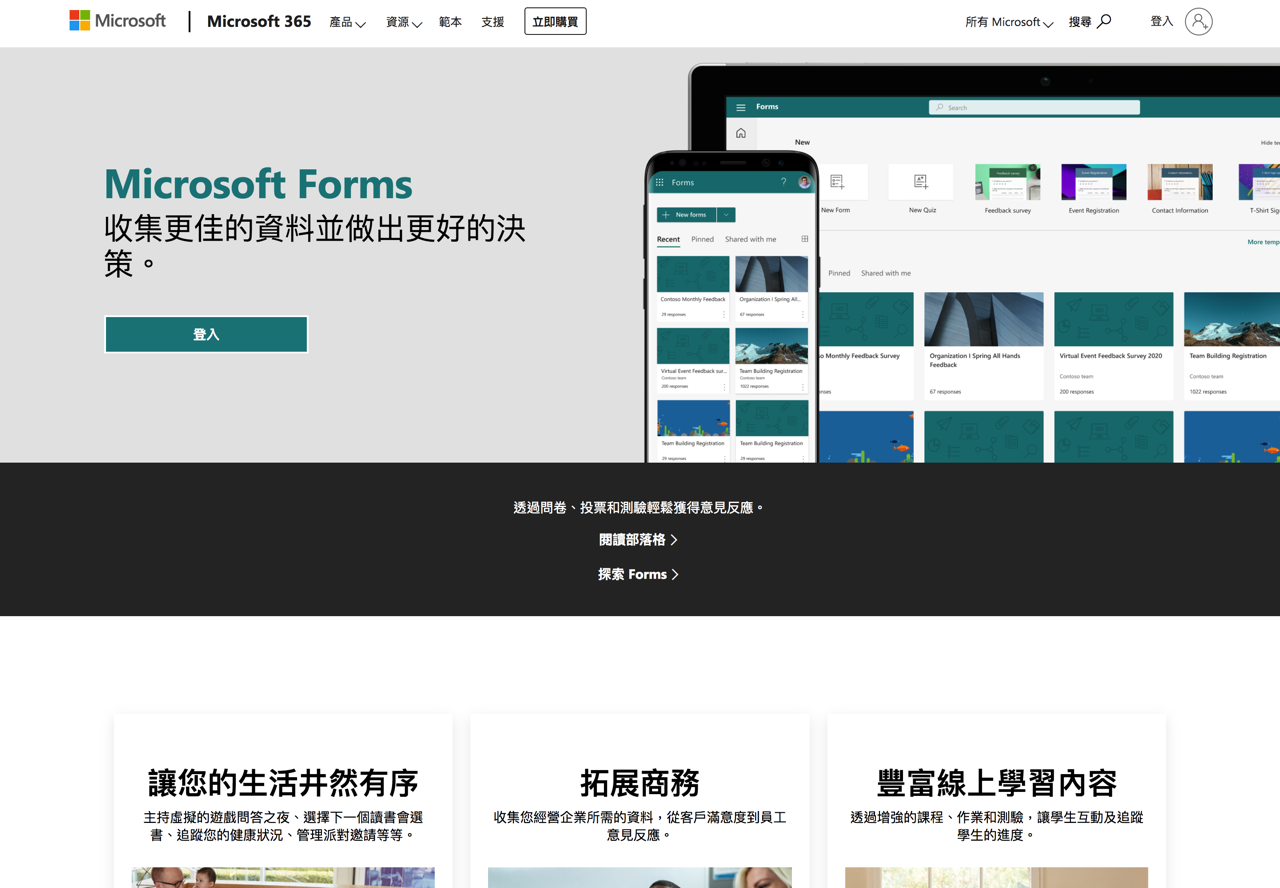 Microsoft
Microsoft 365
產品
資源
範本
支援
立即購買
所有 Microsoft
搜尋
登入
Microsoft Forms
收集更佳的資料並做出更好的決
策。
登入
Forms
Search
New
Hide te
New Form
New Quiz
Feedback survey
Event Registration
Contact Information
T-Shirt Sig
More temp
Pinned
Shared with me
o Monthly Feedback Survey
Organization I Spring All Hands
Feedback
67 responses
Virtual Event Feedback Survey 2020
Contoso team
200 responses
Team Building Registration
Contoso team
1022 responses
Forms
?
New forms
Recent
Pinned
Shared with me
Contoso Monthly Feedback
29 responses
Organization I Spring All...
67 responses
Virtual Event Feedback sur...
Contoso team
200 responses
Team Building Registration
Contoso team
1022 responses
Team Building Registration
29 responses
Team Building Registration
29 responses
透過問卷、投票和測驗輕鬆獲得意見反應。
閱讀部落格
探索 Forms
讓您的生活井然有序
主持虛擬的遊戲問答之夜、選擇下一個讀書會選
書、追蹤您的健康狀況、管理派對邀請等等。
拓展商務
收集您經營企業所需的資料，從客戶滿意度到員工
意見反應。
豐富線上學習內容
透過增強的課程、作業和測驗，讓學生互動及追蹤
學生的進度。